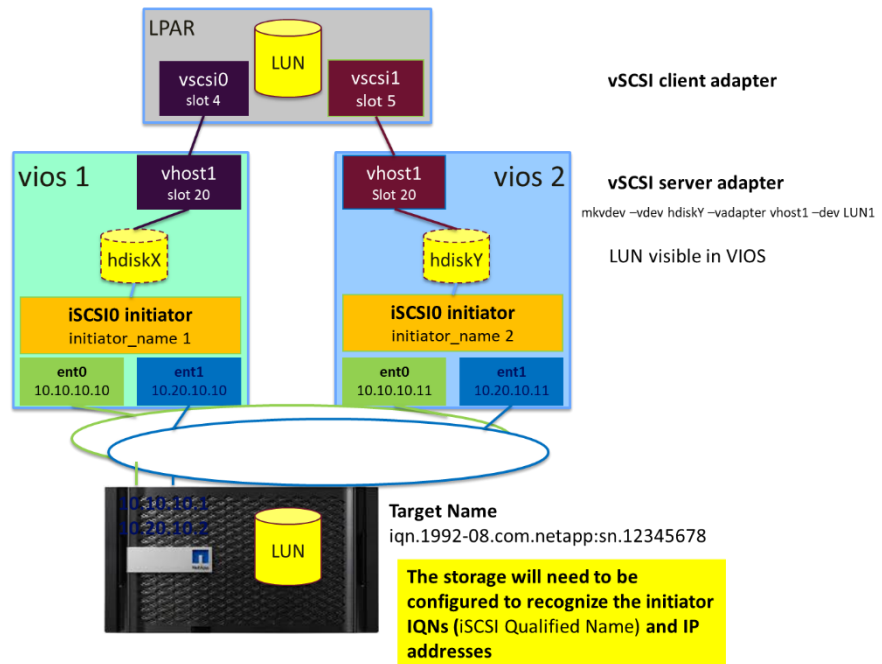 LPAR
LUN
vscsi0
slot 4
vscsi1
slot 5
vSCSI client adapter
vios 1
vhost1
slot 20
vhost1
Slot 20
vios 2
vSCSI server adapter
mkvdev –vdev hdiskY –vadapter vhost1 –dev LUN1
hdiskX
hdiskY
LUN visible in VIOS
iSCSI0 initiator
initiator_name 1
iSCSI0 initiator
initiator_name 2
ent0
10.10.10.10
ent1
10.20.10.10
ent0
10.10.10.11
ent1
10.20.10.11
10.10.10.1
10.20.10.2
LUN
Target Name
iqn.1992-08.com.netapp:sn.12345678
The storage will need to be
configured to recognize the initiator
IQNs (iSCSI Qualified Name) and IP
addresses